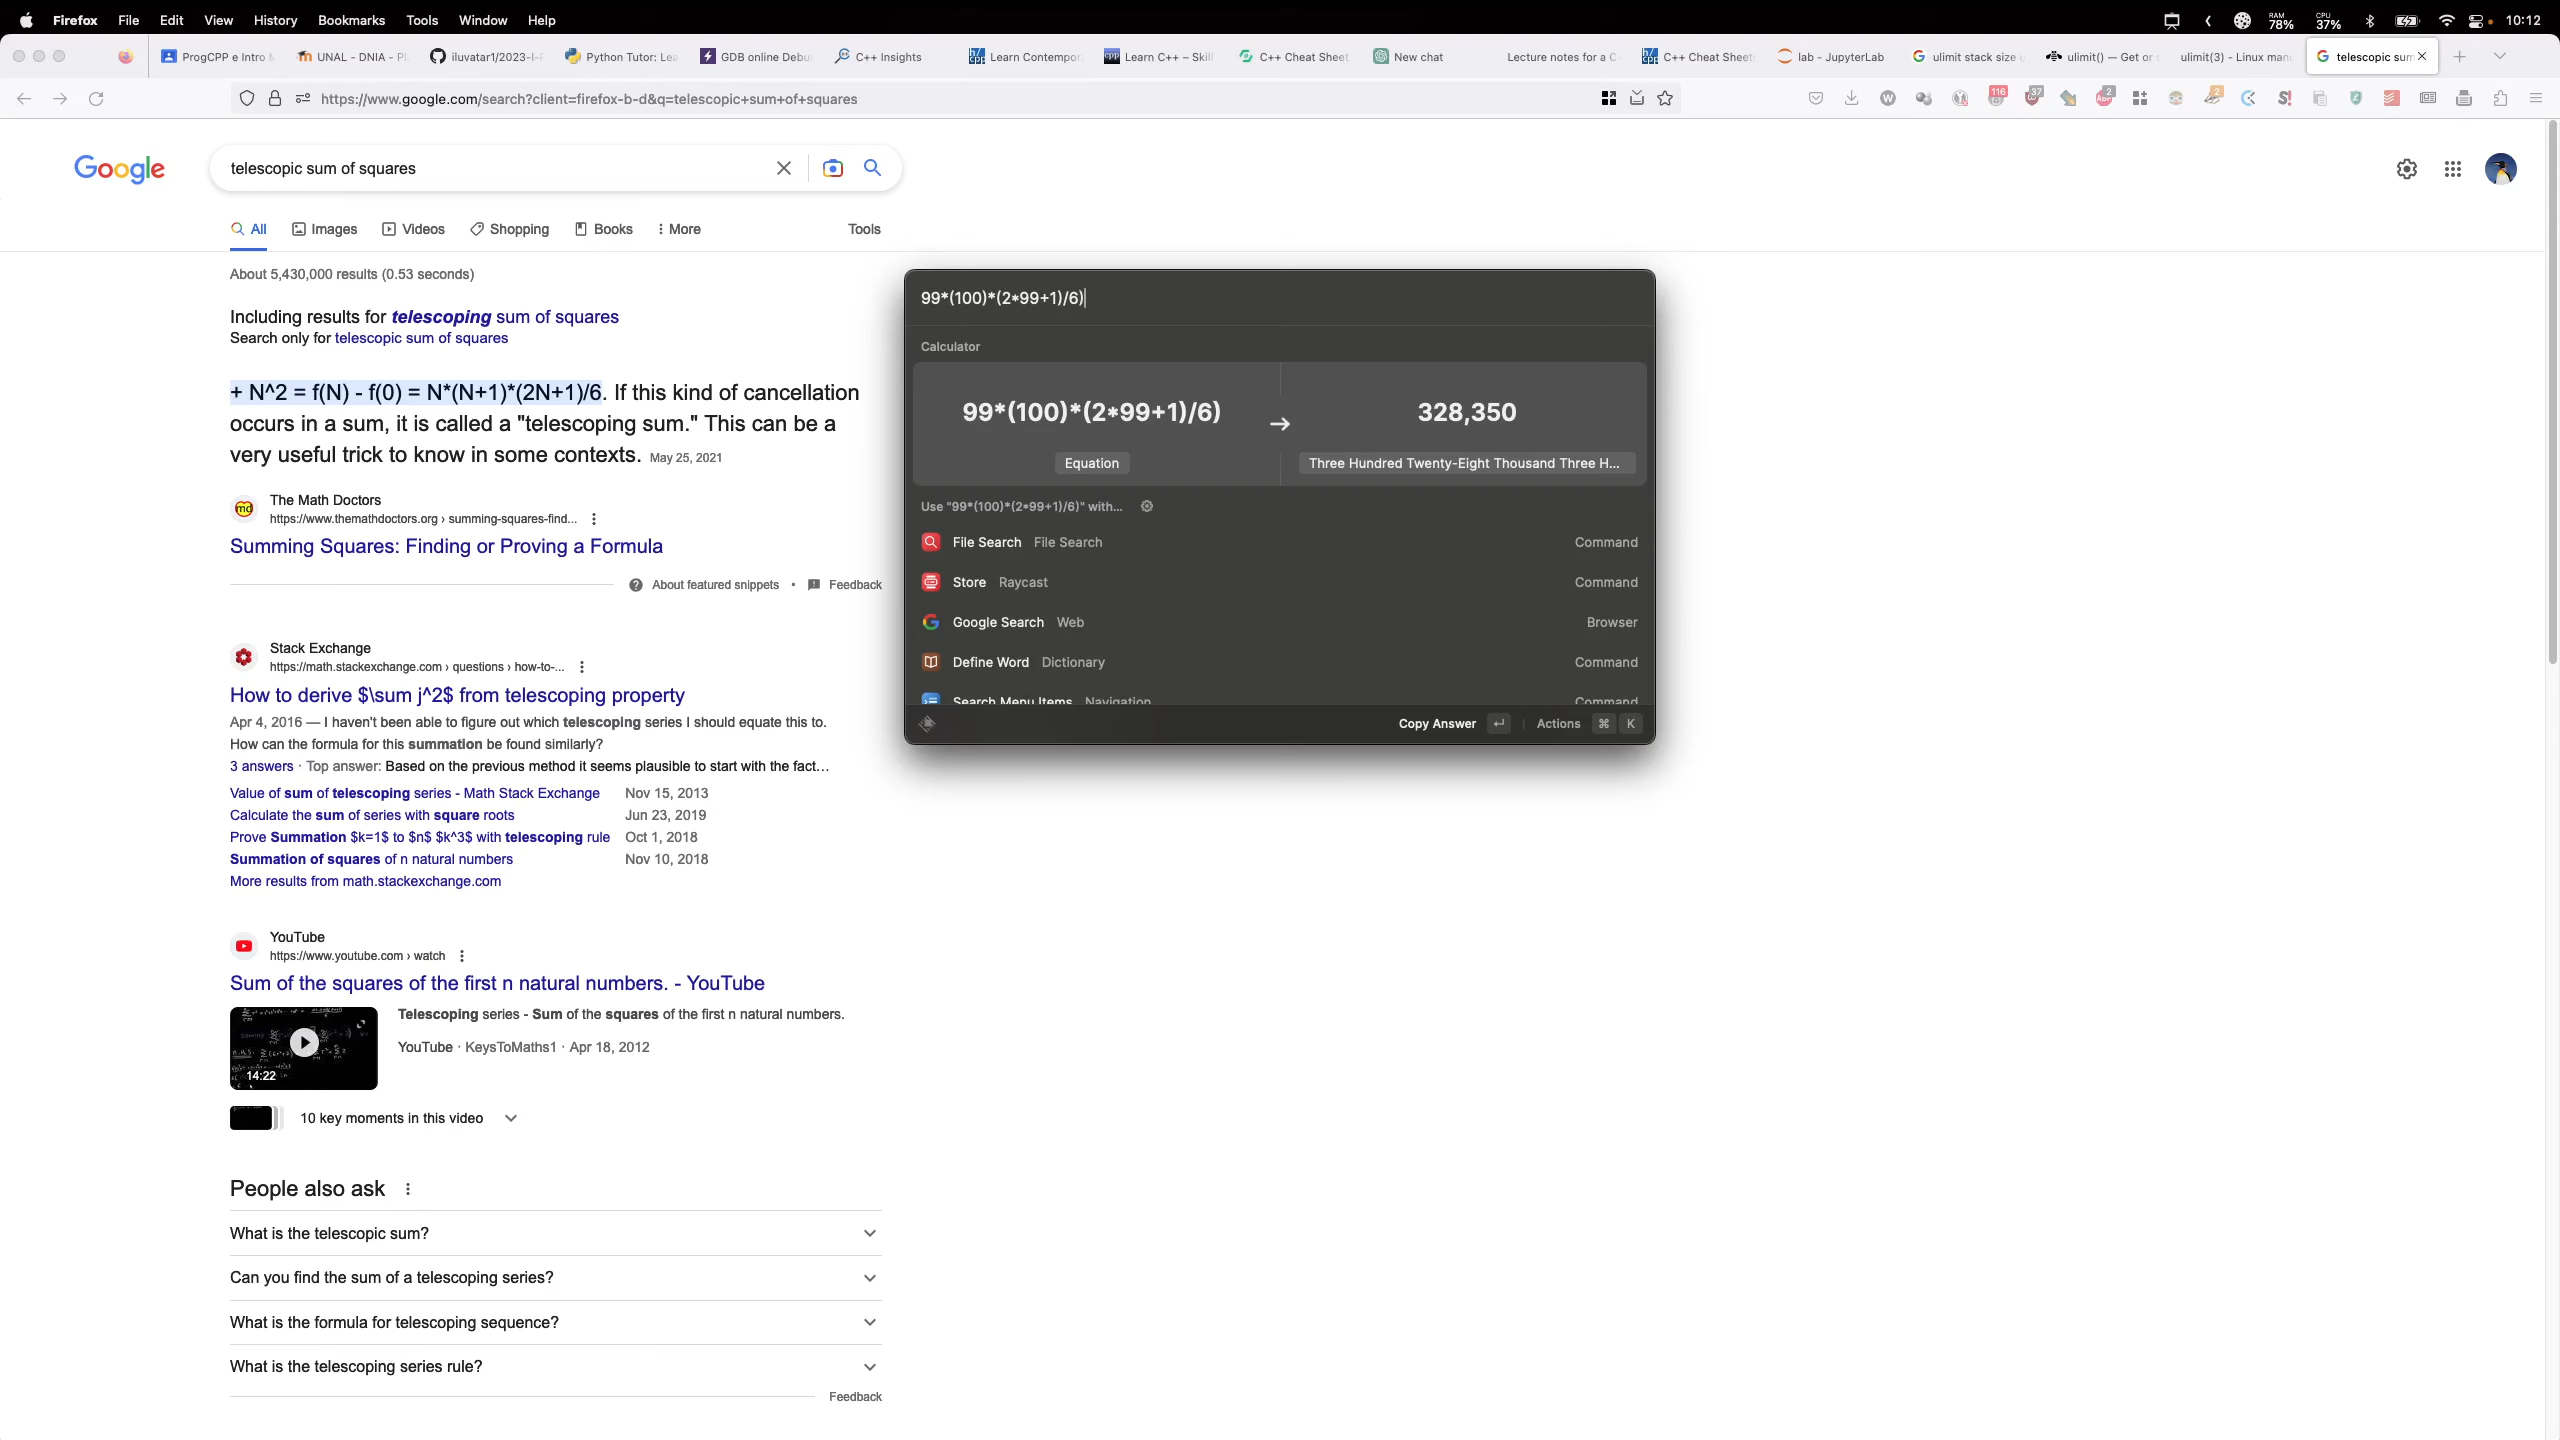 Firefox File Edit View History Bookmarks Tools Window Help RAM 78% CPU 37% 10:12
ProgCPP e Intro UNAL - DNIA - Pl iluvatar1/2023-I- Python Tutor: Lea GDB online Debu C++ Insights Learn Contempor Learn C++ – Skil C++ Cheat Sheet New chat Lecture notes for a C C++ Cheat Sheet lab - JupyterLab ulimit stack size ulimit() — Get or ulimit(3) - Linux man telescopic sum
https://www.google.com/search?client=firefox-b-d&q=telescopic+sum+of+squares 116 37 2 2
Google telescopic sum of squares
All Images Videos Shopping Books More Tools
About 5,430,000 results (0.53 seconds)
Including results for telescoping sum of squares
Search only for telescopic sum of squares
+ N^2 = f(N) - f(0) = N*(N+1)*(2N+1)/6. If this kind of cancellation
occurs in a sum, it is called a "telescoping sum." This can be a
very useful trick to know in some contexts. May 25, 2021
The Math Doctors
https://www.themathdoctors.org › summing-squares-find...
Summing Squares: Finding or Proving a Formula
About featured snippets • Feedback
Stack Exchange
https://math.stackexchange.com › questions › how-to-...
How to derive $\sum j^2$ from telescoping property
Apr 4, 2016 — I haven't been able to figure out which telescoping series I should equate this to.
How can the formula for this summation be found similarly?
3 answers · Top answer: Based on the previous method it seems plausible to start with the fact...
Value of sum of telescoping series - Math Stack Exchange Nov 15, 2013
Calculate the sum of series with square roots Jun 23, 2019
Prove Summation $k=1$ to $n$ $k^3$ with telescoping rule Oct 1, 2018
Summation of squares of n natural numbers Nov 10, 2018
More results from math.stackexchange.com
YouTube
https://www.youtube.com › watch
Sum of the squares of the first n natural numbers. - YouTube
Telescoping series - Sum of the squares of the first n natural numbers.
YouTube · KeysToMaths1 · Apr 18, 2012
14:22
10 key moments in this video
People also ask
What is the telescopic sum?
Can you find the sum of a telescoping series?
What is the formula for telescoping sequence?
What is the telescoping series rule?
Feedback
99*(100)*(2*99+1)/6)
Calculator
99*(100)*(2*99+1)/6) → 328,350
Equation Three Hundred Twenty-Eight Thousand Three H...
Use "99*(100)*(2*99+1)/6)" with...
File Search File Search Command
Store Raycast Command
Google Search Web Browser
Define Word Dictionary Command
Search Menu Items Navigation Command
Copy Answer Actions ⌘ K